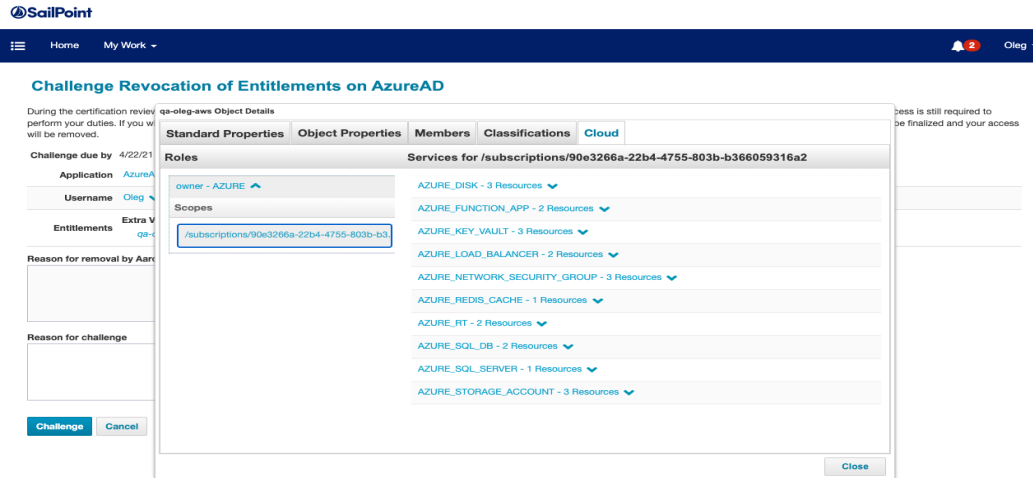 SailPoint
Home My Work 2 Oleg
Challenge Revocation of Entitlements on AzureAD
During the certification review
perform your duties. If you w
will be removed.
cess is still required to
be finalized and your access
Challenge due by 4/22/21
Application AzureA
Username Oleg
Entitlements Extra V
qa-o
Reason for removal by Aaro
Reason for challenge
Challenge Cancel
qa-oleg-aws Object Details
Standard Properties Object Properties Members Classifications Cloud
Roles
owner - AZURE
Scopes
/subscriptions/90e3266a-22b4-4755-803b-b3..
Services for /subscriptions/90e3266a-22b4-4755-803b-b366059316a2
AZURE_DISK - 3 Resources
AZURE_FUNCTION_APP - 2 Resources
AZURE_KEY_VAULT - 3 Resources
AZURE_LOAD_BALANCER - 2 Resources
AZURE_NETWORK_SECURITY_GROUP - 3 Resources
AZURE_REDIS_CACHE - 1 Resources
AZURE_RT - 2 Resources
AZURE_SQL_DB - 2 Resources
AZURE_SQL_SERVER - 1 Resources
AZURE_STORAGE_ACCOUNT - 3 Resources
Close